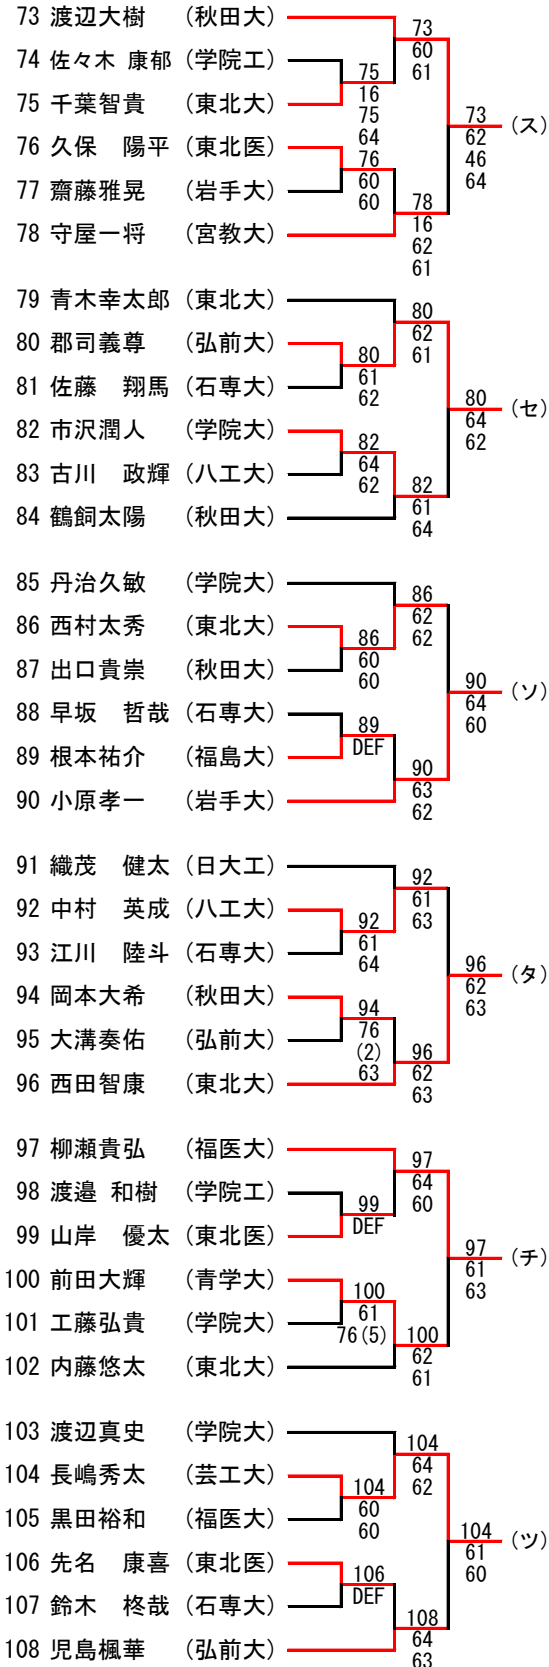 73 渡辺大樹 (秋田大)
74 佐々木 康郁 (学院工)
75 千葉智貴 (東北大)
76 久保 陽平 (東北医)
77 齋藤雅晃 (岩手大)
78 守屋一将 (宮教大)
75
16
75
64
76
60
60
73
60
61
78
16
62
61
73
62
46
64
(ス)
79 青木幸太郎 (東北大)
80 郡司義尊 (弘前大)
81 佐藤 翔馬 (石専大)
82 市沢潤人 (学院大)
83 古川 政輝 (八工大)
84 鶴飼太陽 (秋田大)
80
61
62
82
64
62
80
62
61
82
61
64
80
64
62
(セ)
85 丹治久敏 (学院大)
86 西村太秀 (東北大)
87 出口貴崇 (秋田大)
88 早坂 哲哉 (石専大)
89 根本祐介 (福島大)
90 小原孝一 (岩手大)
86
60
60
89
DEF
86
62
62
90
63
62
90
64
60
(ソ)
91 織茂 健太 (日大工)
92 中村 英成 (八工大)
93 江川 陸斗 (石専大)
94 岡本大希 (秋田大)
95 大溝奏佑 (弘前大)
96 西田智康 (東北大)
92
61
64
94
76
(2)
63
92
61
63
96
62
63
96
62
63
(タ)
97 柳瀬貴弘 (福医大)
98 渡邉 和樹 (学院工)
99 山岸 優太 (東北医)
100 前田大輝 (青学大)
101 工藤弘貴 (学院大)
102 内藤悠太 (東北大)
99
DEF
100
61
76(5)
97
64
60
100
62
61
97
61
63
(チ)
103 渡辺真史 (学院大)
104 長嶋秀太 (芸工大)
105 黒田裕和 (福医大)
106 先名 康喜 (東北医)
107 鈴木 柊哉 (石専大)
108 児島楓華 (弘前大)
104
60
60
106
DEF
104
64
62
108
64
63
104
61
60
(ツ)